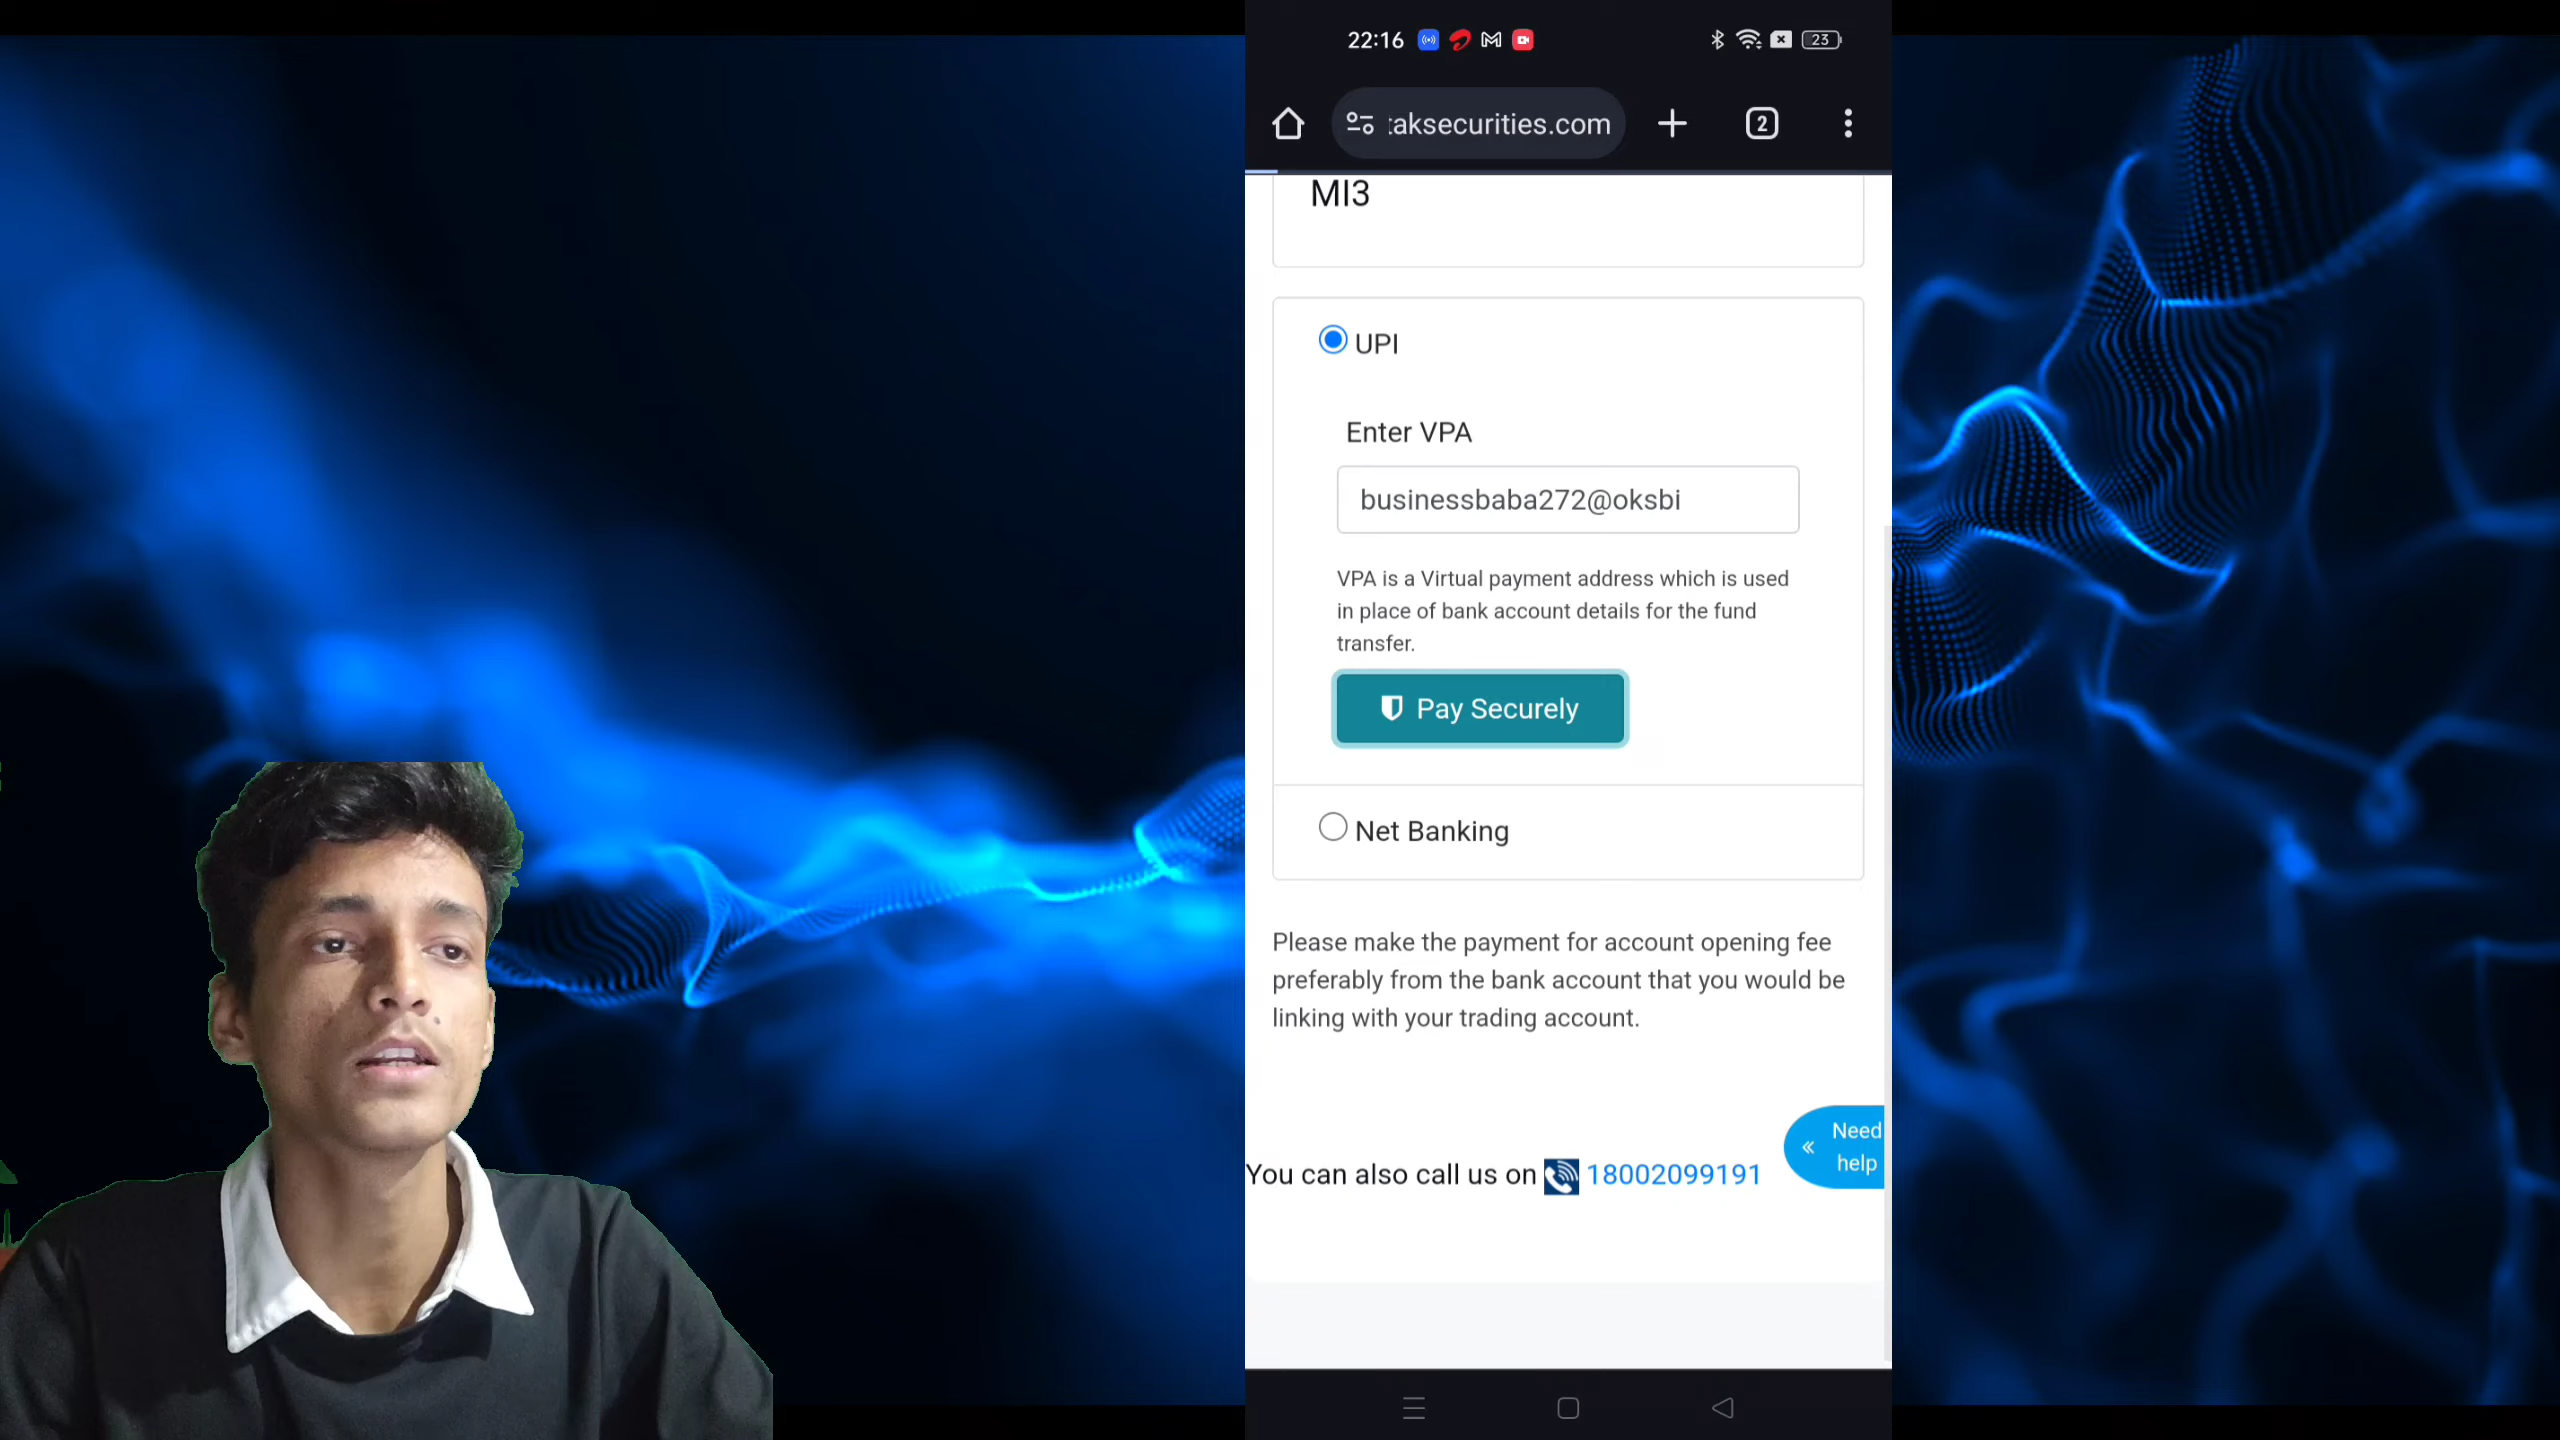 22:16
23
:aksecurities.com
2
MI3
UPI
Enter VPA
businessbaba272@oksbi
VPA is a Virtual payment address which is used
in place of bank account details for the fund
transfer.
Pay Securely
Net Banking
Please make the payment for account opening fee
preferably from the bank account that you would be
linking with your trading account.
Need
help
You can also call us on 18002099191